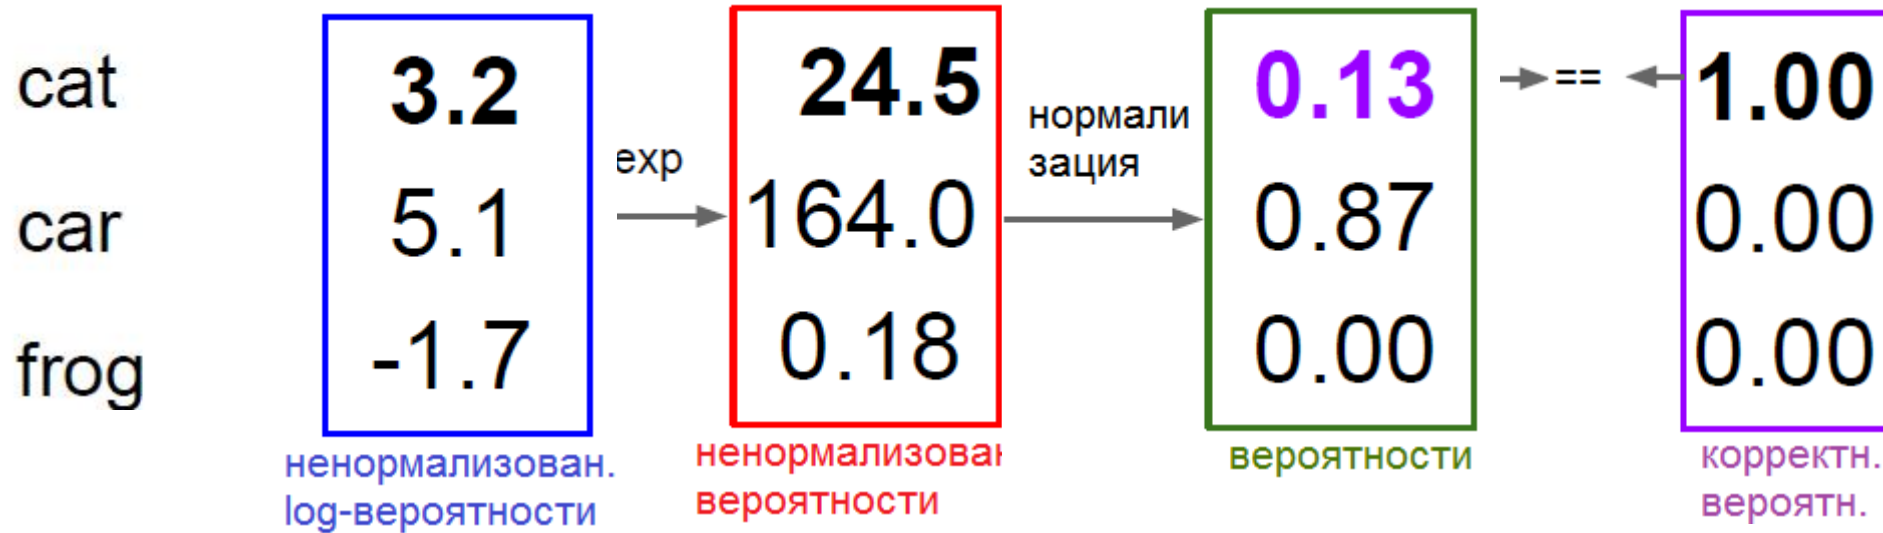 cat 3.2 24.5 0.13 == 1.00
exp
нормали
зация
car 5.1 164.0 0.87 0.00
frog -1.7 0.18 0.00 0.00
ненормализован.
log-вероятности
ненормализован
вероятности
вероятности
корректн.
вероятн.